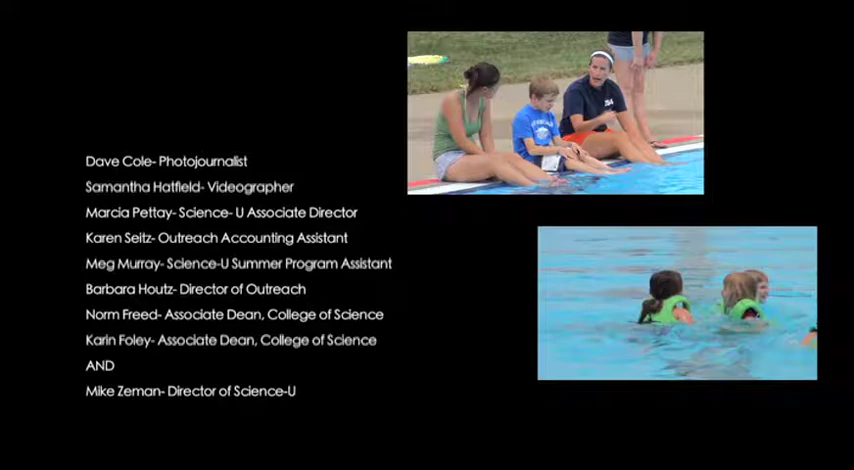 Dave Cole- Photojournalist
Samantha Hatfield- Videographer
Marcia Pettay- Science- U Associate Director
Karen Seitz- Outreach Accounting Assistant
Meg Murray- Science-U Summer Program Assistant
Barbara Houtz- Director of Outreach
Norm Freed- Associate Dean, College of Science
Karin Foley- Associate Dean, College of Science
AND
Mike Zeman- Director of Science-U